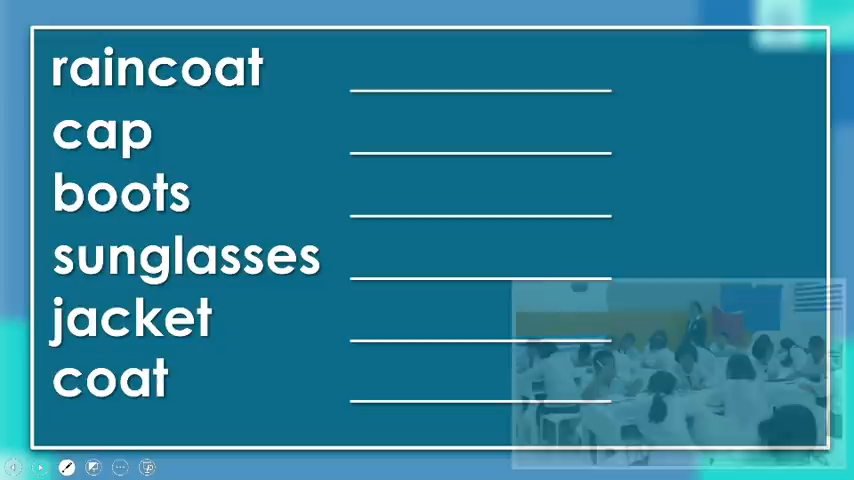 raincoat
cap
boots
sunglasses
jacket
coat